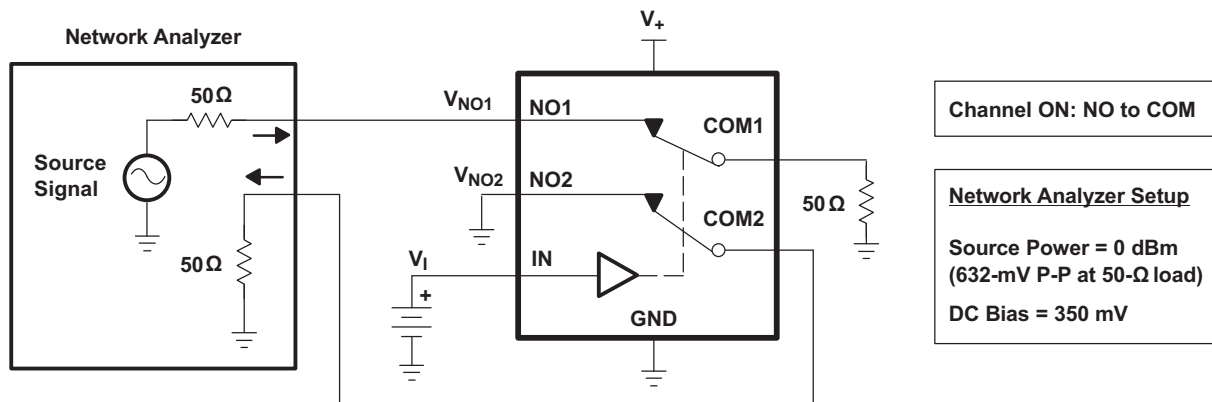 Network Analyzer
50Ω
Source
Signal
50Ω
V+
VNO1
NO1
COM1
VNO2
NO2
COM2
50Ω
VI
IN
+
GND
Channel ON: NO to COM
Network Analyzer Setup
Source Power = 0 dBm
(632-mV P-P at 50-Ω load)
DC Bias = 350 mV